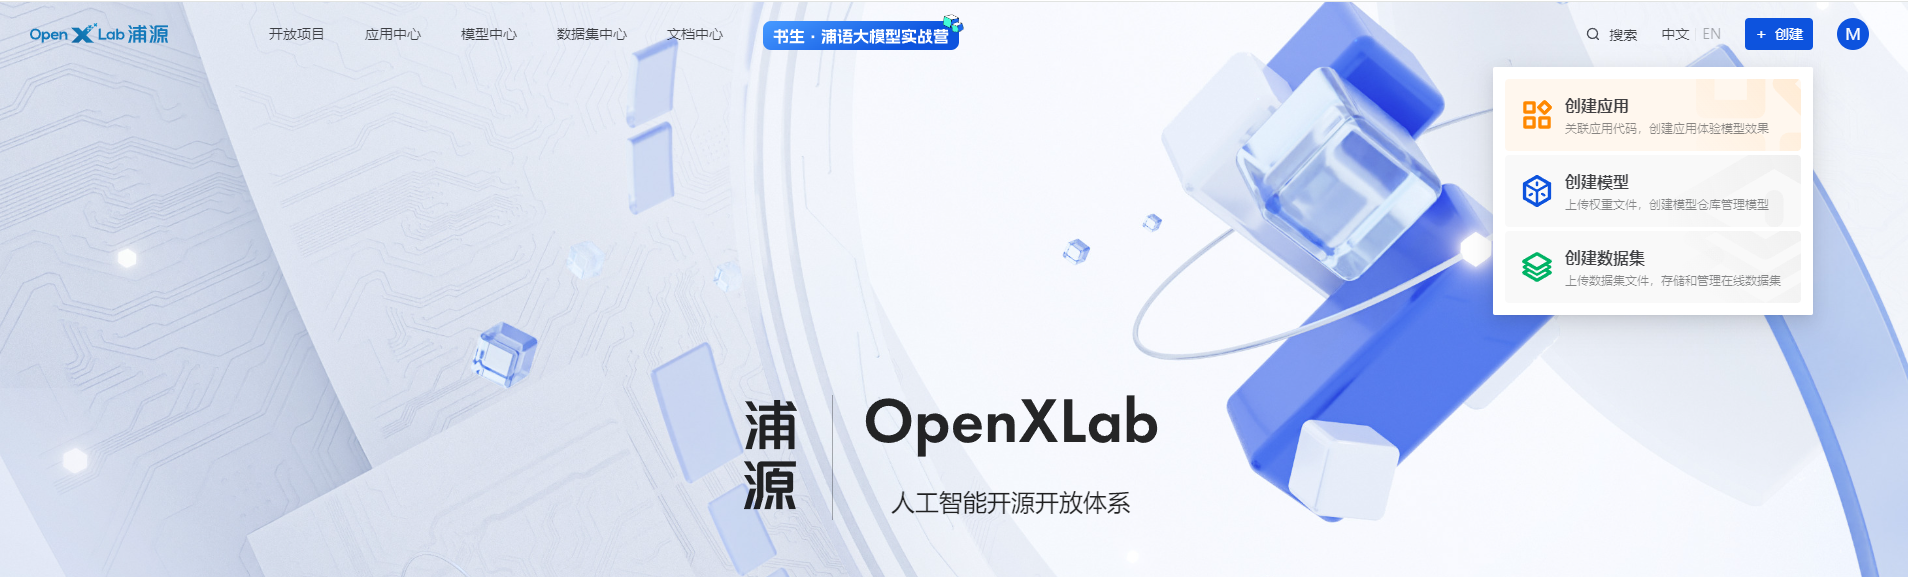 OpenXLab浦源
开放项目
应用中心
模型中心
数据集中心
文档中心
书生·浦语大模型实战营
搜索
中文 EN
+ 创建
M
创建应用
关联应用代码，创建应用体验模型效果
创建模型
上传权重文件，创建模型仓库管理模型
创建数据集
上传数据集文件，存储和管理在线数据集
浦源
OpenXLab
人工智能开源开放体系